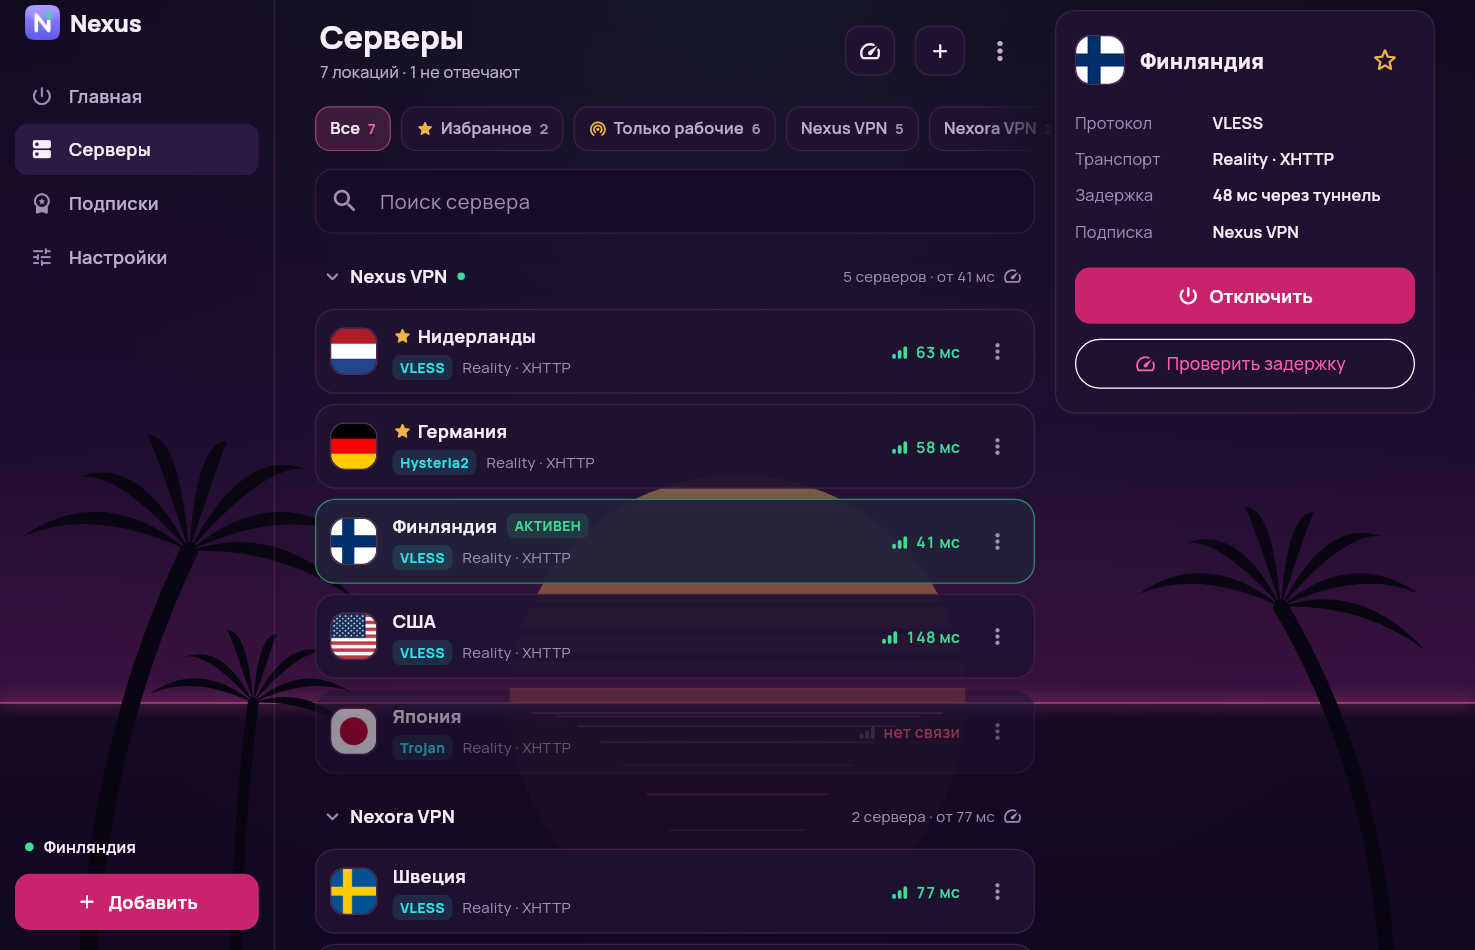 Nexus
Главная
Серверы
Подписки
Настройки
Финляндия
Добавить
Серверы
7 локаций · 1 не отвечают
Все 7
Избранное 2
Только рабочие 6
Nexus VPN 5
Nexora VPN 2
Поиск сервера
Nexus VPN
5 серверов · от 41 мс
Нидерланды
VLESS Reality · XHTTP
63 мс
Германия
Hysteria2 Reality · XHTTP
58 мс
Финляндия АКТИВЕН
VLESS Reality · XHTTP
41 мс
США
VLESS Reality · XHTTP
148 мс
Япония
Trojan Reality · XHTTP
нет связи
Nexora VPN
2 сервера · от 77 мс
Швеция
VLESS Reality · XHTTP
77 мс
Финляндия
Протокол VLESS
Транспорт Reality · XHTTP
Задержка 48 мс через туннель
Подписка Nexus VPN
Отключить
Проверить задержку